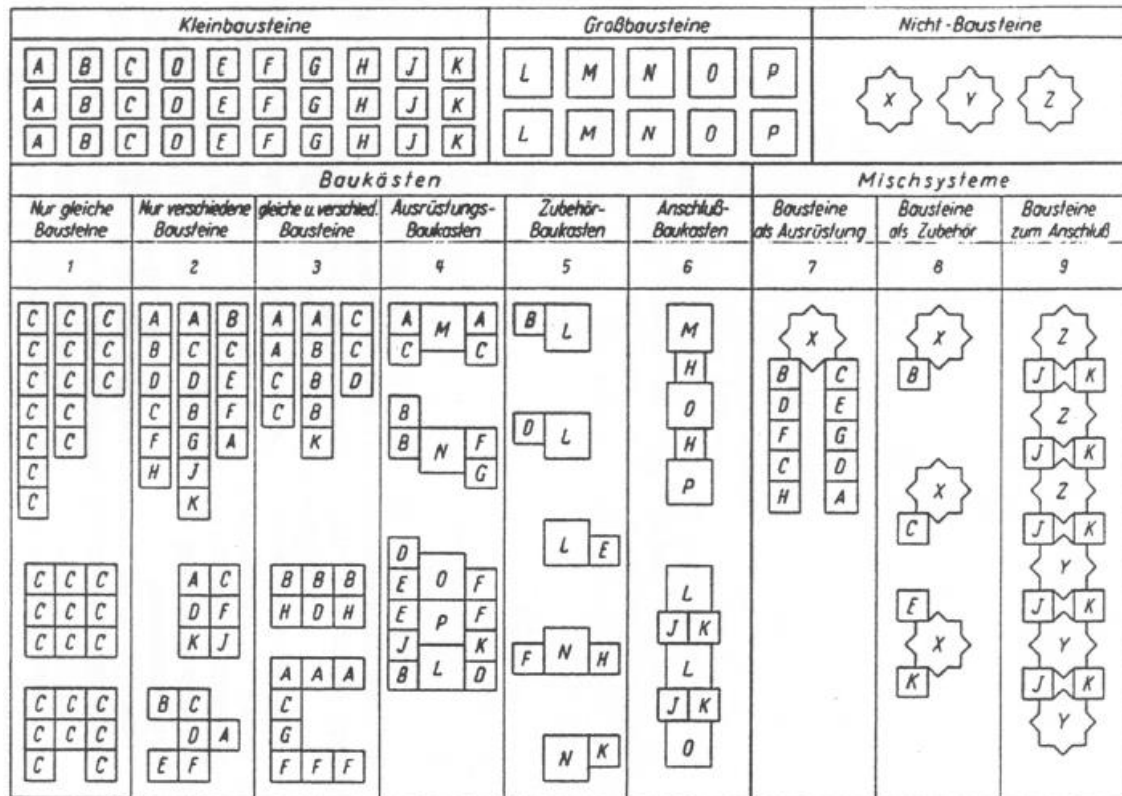 Kleinbausteine
A B C D E F G H J K
A B C D E F G H J K
A B C D E F G H J K
Großbausteine
L M N O P
L M N O P
Nicht-Bausteine
X Y Z
Baukästen
Mischsysteme
Nur gleiche
Bausteine
1
C C C
C C C
C C C
C C
C C
C
C
C C C
C C C
C C C
C C C
C C C
C C
Nur verschiedene
Bausteine
2
A A B
B C C
D D E
C B F
F G A
H J
K
A C
D F
K J
B C
D A
E F
gleiche u. verschied.
Bausteine
3
A A C
A B C
C B D
C B
K
B B B
H D H
A A A
C
G
F F F
Ausrüstungs-
Baukasten
4
A M A
C C
B
B N F
G
D
E O F
E P F
J K
B L D
Zubehör-
Baukasten
5
B L
D L
L E
F N H
N K
Anschluß-
Baukasten
6
M
H
O
H
P
L
J K
L
J K
O
Bausteine
als Ausrüstung
7
X
B C
D E
F G
C D
H A
Bausteine
als Zubehör
8
X
B
X
C
E
X
K
Bausteine
zum Anschluß
9
Z
J K
Z
J K
Z
J K
Y
J K
Y
J K
Y